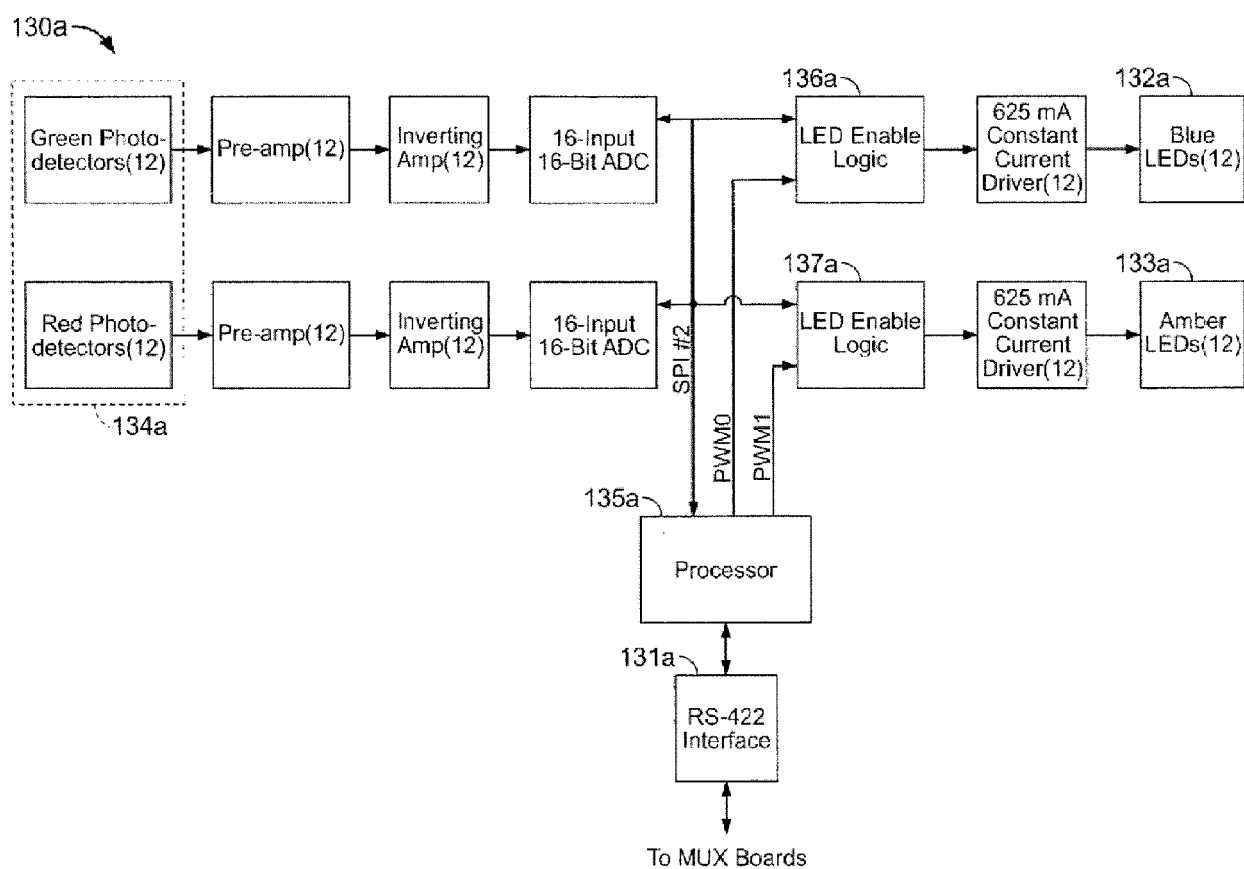 130a
Green Photo-
detectors(12)
Pre-amp(12)
Inverting
Amp(12)
16-Input
16-Bit ADC
136a
LED Enable
Logic
625 mA
Constant
Current
Driver(12)
132a
Blue
LEDs(12)
Red Photo-
detectors(12)
134a
Pre-amp(12)
Inverting
Amp(12)
16-Input
16-Bit ADC
137a
LED Enable
Logic
625 mA
Constant
Current
Driver(12)
133a
Amber
LEDs(12)
SPI #2
PWM0
PWM1
135a
Processor
131a
RS-422
Interface
To MUX Boards